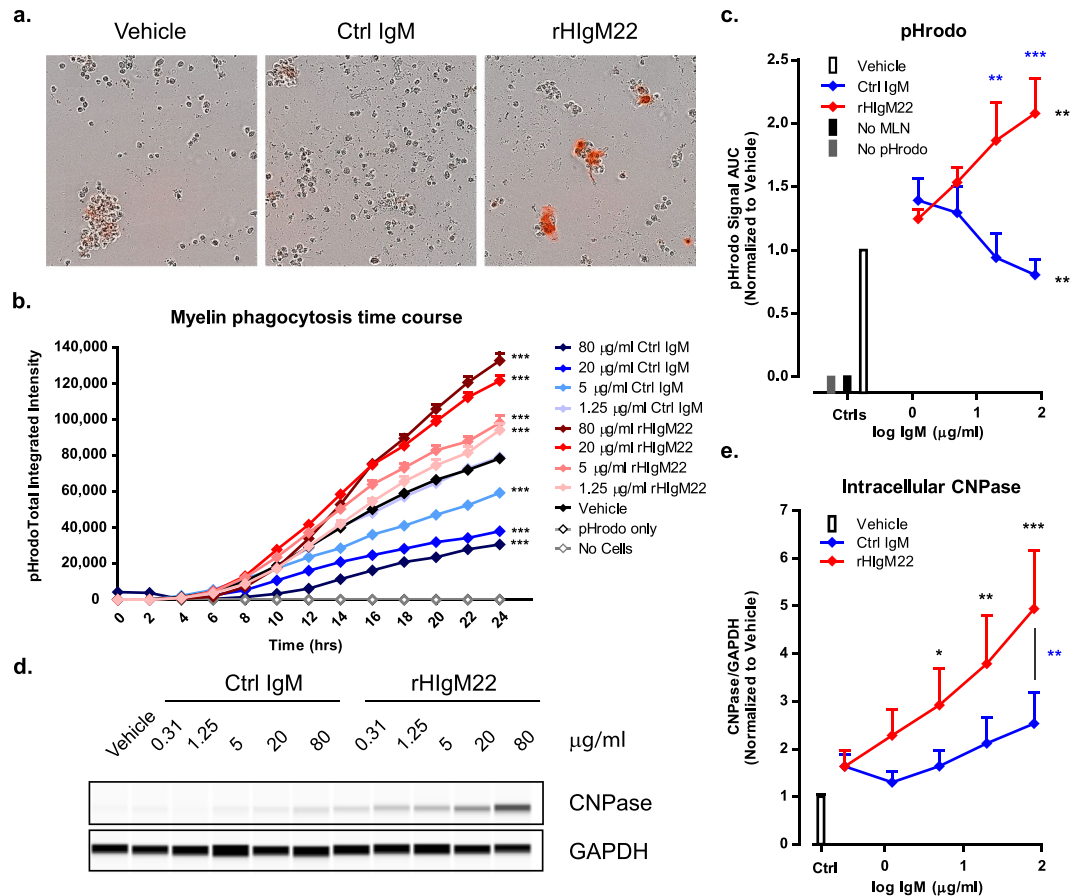 a.
Vehicle
Ctrl IgM
rHIgM22
b.
Myelin phagocytosis time course
pHrodoTotal Integrated Intensity
140,000
120,000
100,000
80,000
60,000
40,000
20,000
0
0 2 4 6 8 10 12 14 16 18 20 22 24
Time (hrs)
***
***
***
***
***
***
***
80 µg/ml Ctrl IgM
20 µg/ml Ctrl IgM
5 µg/ml Ctrl IgM
1.25 µg/ml Ctrl IgM
80 µg/ml rHIgM22
20 µg/ml rHIgM22
5 µg/ml rHIgM22
1.25 µg/ml rHIgM22
Vehicle
pHrodo only
No Cells
c.
pHrodo
Vehicle
Ctrl IgM
rHIgM22
No MLN
No pHrodo
pHrodo Signal AUC
(Normalized to Vehicle)
2.5
2.0
1.5
1.0
0.5
0.0
** ***
**
**
Ctrls 0 1 2
log IgM (µg/ml)
d.
Ctrl IgM
rHIgM22
Vehicle 0.31 1.25 5 20 80 0.31 1.25 5 20 80 µg/ml
CNPase
GAPDH
e.
Intracellular CNPase
Vehicle
Ctrl IgM
rHIgM22
CNPase/GAPDH
(Normalized to Vehicle)
7
6
5
4
3
2
1
0
* ** ***
**
Ctrl 0 1 2
log IgM (µg/ml)